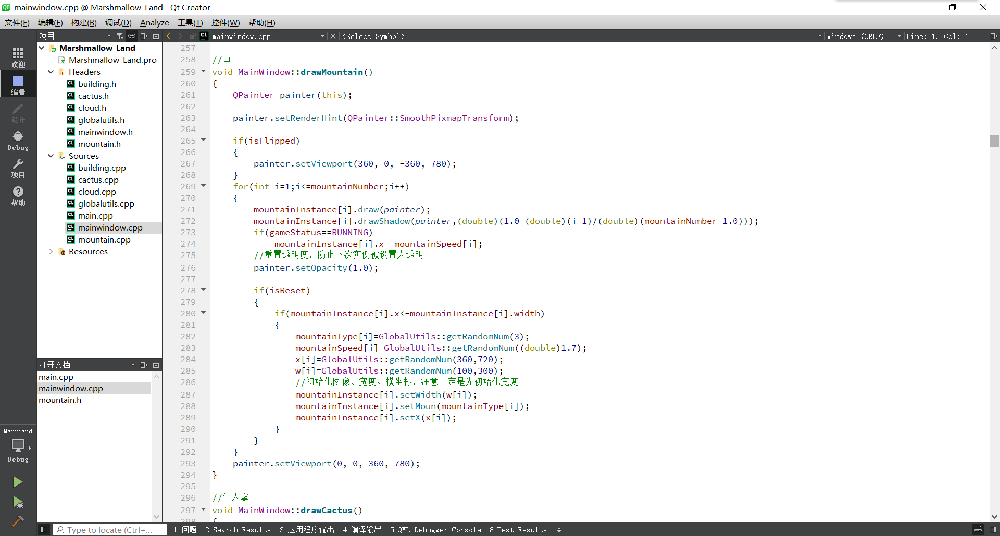 mainwindow.cpp @ Marshmallow_Land - Qt Creator
文件(F) 编辑(E) 构建(B) 调试(D) Analyze 工具(T) 控件(W) 帮助(H)
项目
mainwindow.cpp
<Select Symbol>
Windows (CRLF)
Line: 1, Col: 1
欢迎
编辑
设计
Debug
项目
帮助
Mar···and
Debug
Marshmallow_Land
Marshmallow_Land.pro
Headers
building.h
cactus.h
cloud.h
globalutils.h
mainwindow.h
mountain.h
Sources
building.cpp
cactus.cpp
cloud.cpp
globalutils.cpp
main.cpp
mainwindow.cpp
mountain.cpp
Resources
打开文档
main.cpp
mainwindow.cpp
mountain.h
257
258 //山
259 void MainWindow::drawMountain()
260 {
261 QPainter painter(this);
262
263 painter.setRenderHint(QPainter::SmoothPixmapTransform);
264
265 if(isFlipped)
266 {
267 painter.setViewport(360, 0, -360, 780);
268 }
269 for(int i=1;i<=mountainNumber;i++)
270 {
271 mountainInstance[i].draw(painter);
272 mountainInstance[i].drawShadow(painter,(double)(1.0-(double)(i-1)/(double)(mountainNumber-1.0)));
273 if(gameStatus==RUNNING)
274 mountainInstance[i].x-=mountainSpeed[i];
275 //重置透明度，防止下次实例被设置为透明
276 painter.setOpacity(1.0);
277
278 if(isReset)
279 {
280 if(mountainInstance[i].x<-mountainInstance[i].width)
281 {
282 mountainType[i]=GlobalUtils::getRandomNum(3);
283 mountainSpeed[i]=GlobalUtils::getRandomNum((double)1.7);
284 x[i]=GlobalUtils::getRandomNum(360,720);
285 w[i]=GlobalUtils::getRandomNum(100,300);
286 //初始化图像、宽度、横坐标，注意一定是先初始化宽度
287 mountainInstance[i].setWidth(w[i]);
288 mountainInstance[i].setMoun(mountainType[i]);
289 mountainInstance[i].setX(x[i]);
290 }
291 }
292 }
293 painter.setViewport(0, 0, 360, 780);
294 }
295
296 //仙人掌
297 void MainWindow::drawCactus()
298 {
Type to locate (Ctrl+...
1 问题 2 Search Results 3 应用程序输出 4 编译输出 5 QML Debugger Console 8 Test Results